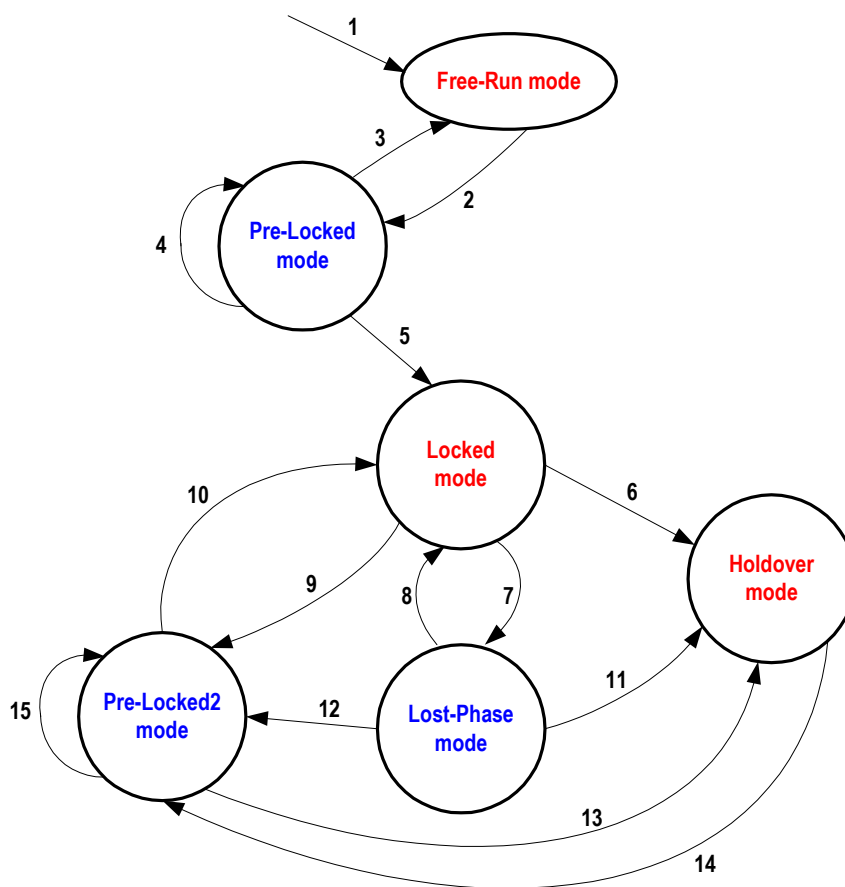 1
Free-Run mode
3
2
Pre-Locked
mode
4
5
Locked
mode
10
6
Holdover
mode
9
8
7
11
Pre-Locked2
mode
15
12
Lost-Phase
mode
13
14